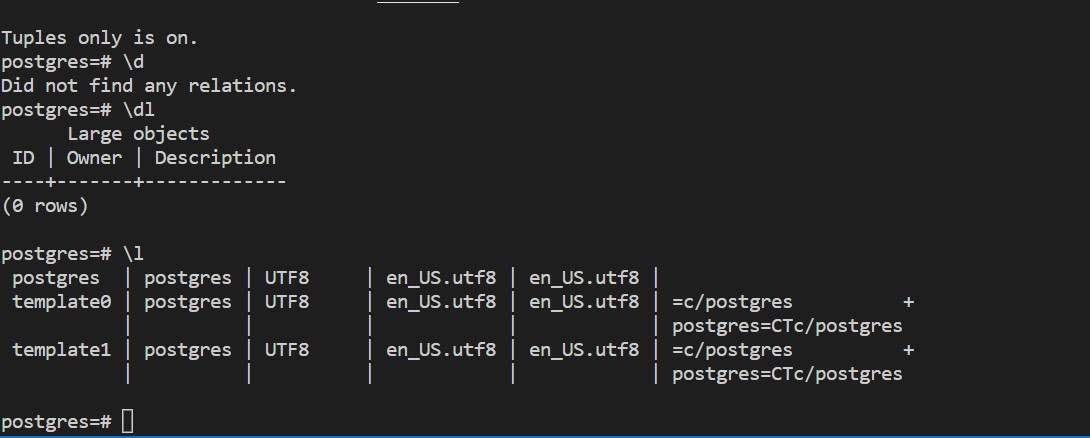 Tuples only is on.
postgres=# \d
Did not find any relations.
postgres=# \dl
      Large objects
 ID | Owner | Description
----+-------+-------------
(0 rows)

postgres=# \l
 postgres  | postgres | UTF8     | en_US.utf8 | en_US.utf8 |
 template0 | postgres | UTF8     | en_US.utf8 | en_US.utf8 | =c/postgres          +
           |          |          |            |            | postgres=CTc/postgres
 template1 | postgres | UTF8     | en_US.utf8 | en_US.utf8 | =c/postgres          +
           |          |          |            |            | postgres=CTc/postgres

postgres=#